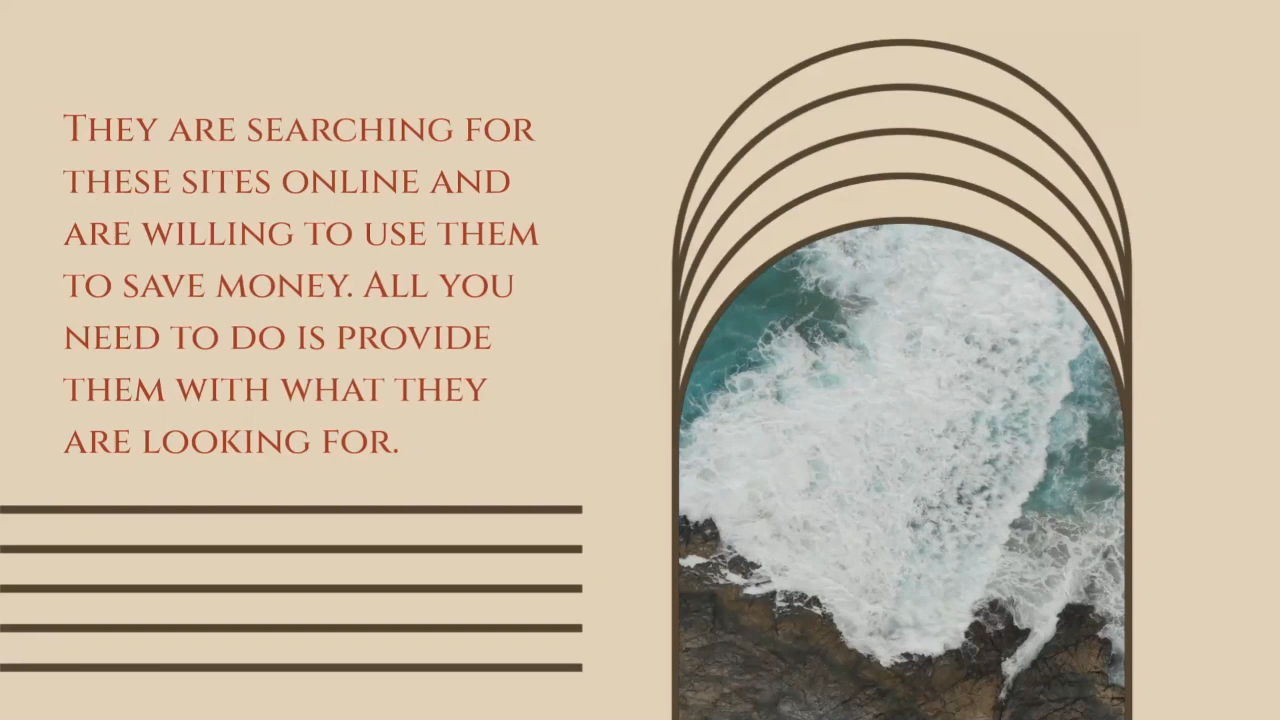 They are searching for
these sites online and
are willing to use them
to save money. All you
need to do is provide
them with what they
are looking for.